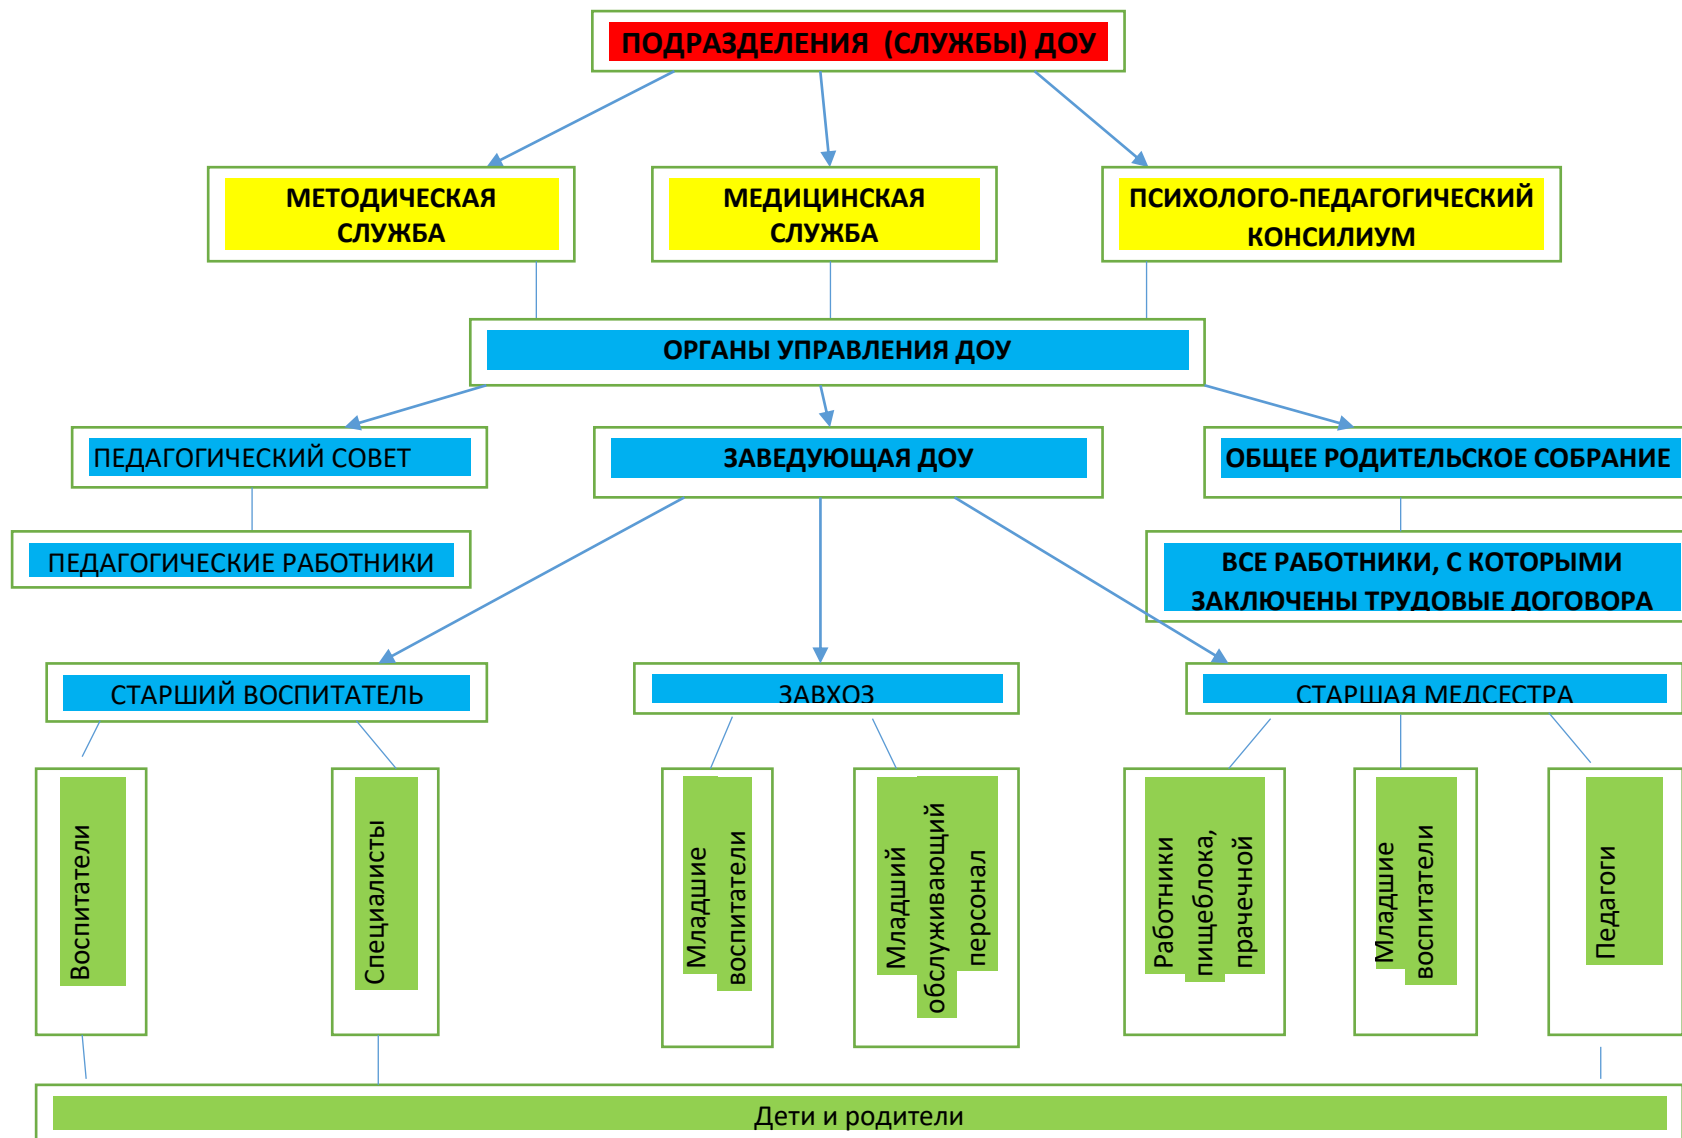 ПОДРАЗДЕЛЕНИЯ (СЛУЖБЫ) ДОУ
МЕТОДИЧЕСКАЯ
СЛУЖБА
МЕДИЦИНСКАЯ
СЛУЖБА
ПСИХОЛОГО-ПЕДАГОГИЧЕСКИЙ
КОНСИЛИУМ
ОРГАНЫ УПРАВЛЕНИЯ ДОУ
ПЕДАГОГИЧЕСКИЙ СОВЕТ
ЗАВЕДУЮЩАЯ ДОУ
ОБЩЕЕ РОДИТЕЛЬСКОЕ СОБРАНИЕ
ПЕДАГОГИЧЕСКИЕ РАБОТНИКИ
ВСЕ РАБОТНИКИ, С КОТОРЫМИ
ЗАКЛЮЧЕНЫ ТРУДОВЫЕ ДОГОВОРА
СТАРШИЙ ВОСПИТАТЕЛЬ
ЗАВХОЗ
СТАРШАЯ МЕДСЕСТРА
Воспитатели
Специалисты
Младшие
воспитатели
Младший
обслуживающий
персонал
Работники
пищеблока,
прачечной
Младшие
воспитатели
Педагоги
Дети и родители